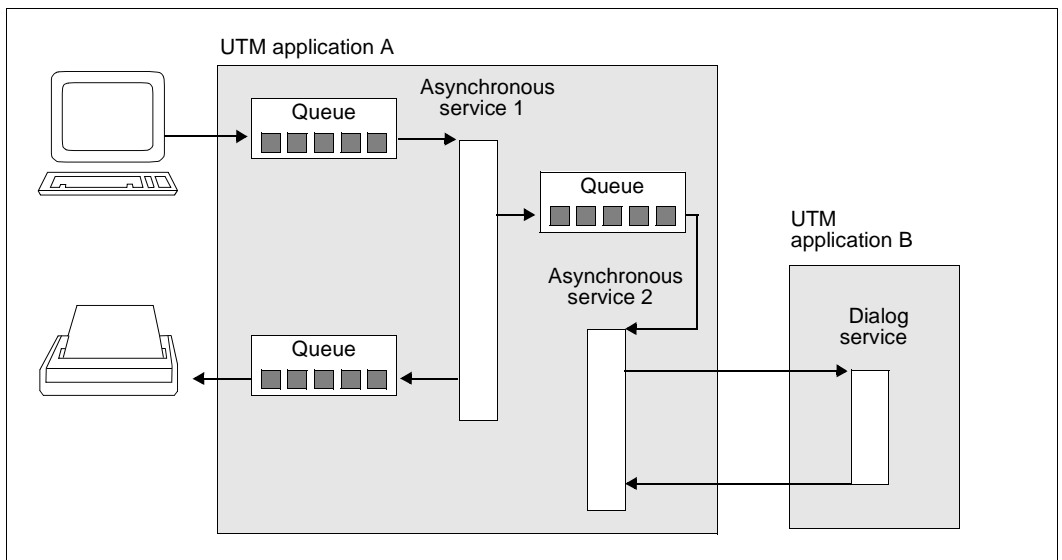 UTM application A
Asynchronous
service 1
Queue
Queue
UTM
application B
Asynchronous
service 2
Dialog
service
Queue